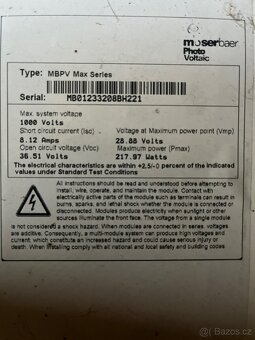 moserbaer
Photo
Voltaic
Type: MBPV Max Series
Serial: MB01233208BH221
Max. system voltage
1000 Volts
Short circuit current (Isc) Voltage at Maximum power point (Vmp)
8.12 Amps 28.88 Volts
Open circuit voltage (Voc) Maximum power (Pmax)
36.51 Volts 217.97 Watts
The electrical characteristics are within +2.5/-0 percent of the indicated
values under Standard Test Conditions
All instructions should be read and understood before attempting to
install, wire, operate, and maintain the module. Contact with
electrically active parts of the module such as terminals can result in
burns, sparks, and lethal shock whether the module is connected or
not connected. Modules produce electricity when sunlight or other
sources illuminate the front face. The voltage from a single module
is not considered a shock hazard. When modules are connected in series, voltages
are additive. Consequently, a multi-module system can produce high voltages and
current, which constitute an increased hazard and could cause serious injury or
death. When installing comply with all national and local safety and building codes
bazos.cz